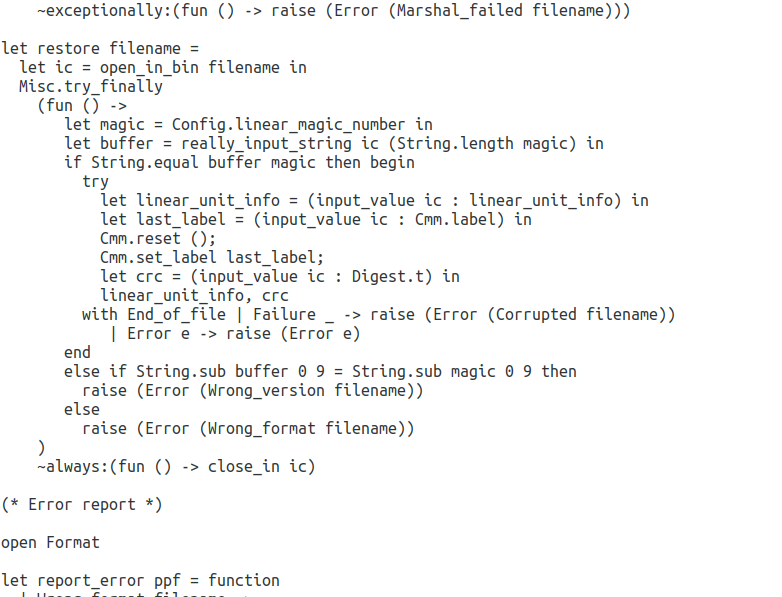 ~exceptionally:(fun () -> raise (Error (Marshal_failed filename)))

let restore filename =
  let ic = open_in_bin filename in
  Misc.try_finally
    (fun () ->
       let magic = Config.linear_magic_number in
       let buffer = really_input_string ic (String.length magic) in
       if String.equal buffer magic then begin
         try
           let linear_unit_info = (input_value ic : linear_unit_info) in
           let last_label = (input_value ic : Cmm.label) in
           Cmm.reset ();
           Cmm.set_label last_label;
           let crc = (input_value ic : Digest.t) in
           linear_unit_info, crc
         with End_of_file | Failure _ -> raise (Error (Corrupted filename))
            | Error e -> raise (Error e)
       end
       else if String.sub buffer 0 9 = String.sub magic 0 9 then
         raise (Error (Wrong_version filename))
       else
         raise (Error (Wrong_format filename))
    )
    ~always:(fun () -> close_in ic)

(* Error report *)

open Format

let report_error ppf = function